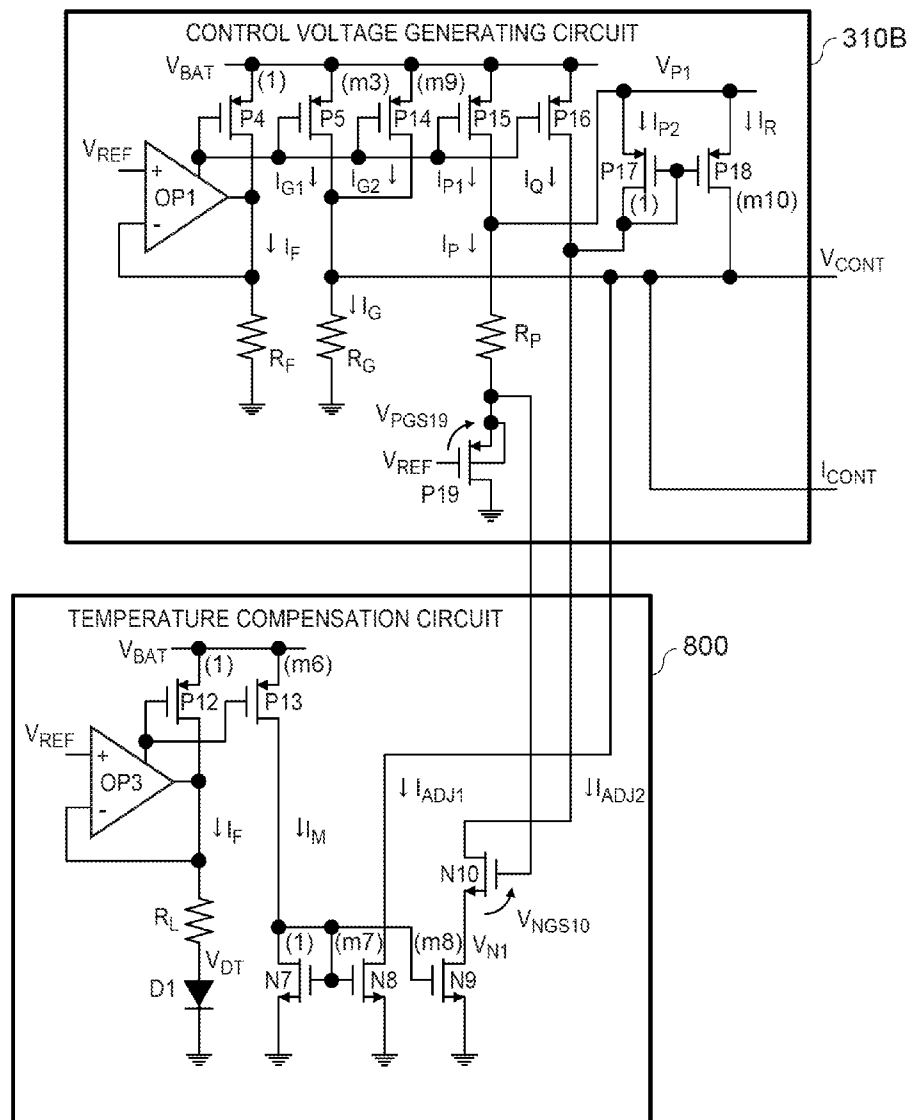 CONTROL VOLTAGE GENERATING CIRCUIT
310B
VBAT
(1)
(m3)
(m9)
VP1
P4
P5
P14
P15
P16
↓IP2
↓IR
VREF
+
OP1
-
P17
P18
IG1↓
IG2↓
IP1↓
IQ↓
(1)
(m10)
↓IF
IP↓
VCONT
↓IG
RF
RG
RP
VPGS19
VREF
P19
ICONT
TEMPERATURE COMPENSATION CIRCUIT
800
VBAT
(1)
(m6)
P12
P13
VREF
+
OP3
-
↓IF
↓IM
↓IADJ1
↓IADJ2
N10
VNGS10
RL
VDT
(1)
(m7)
(m8)
VN1
D1
N7
N8
N9